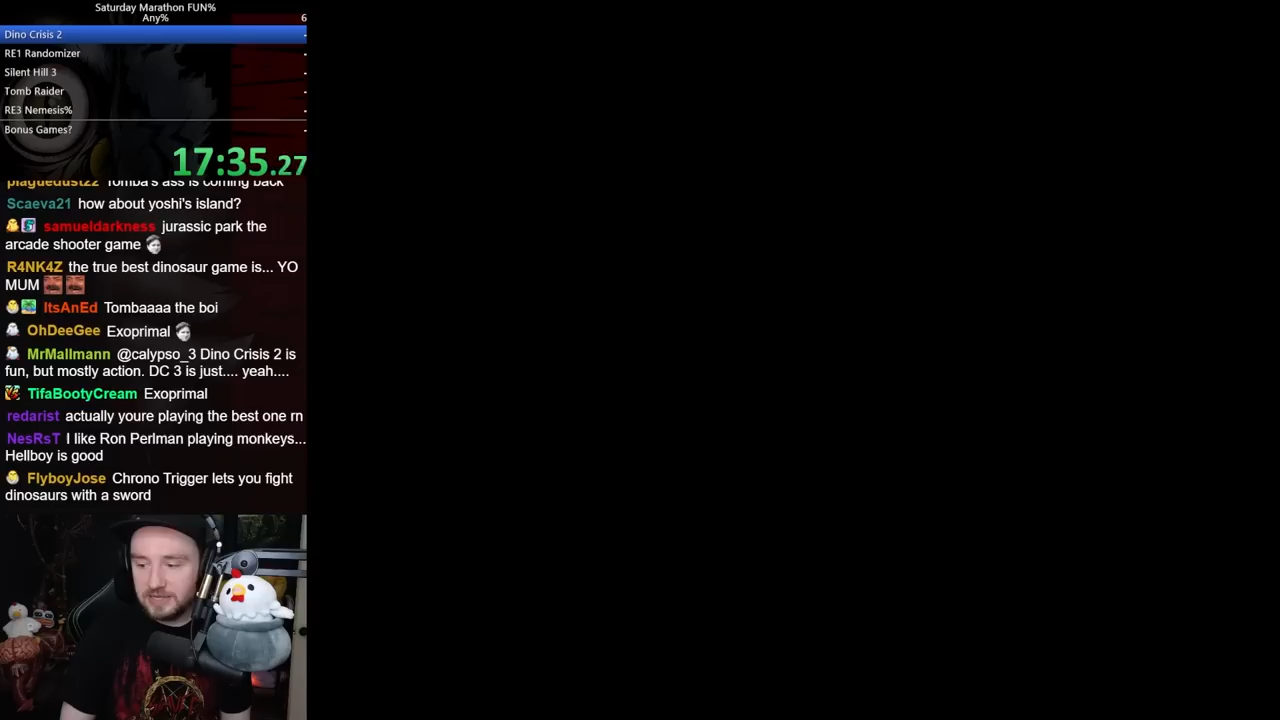 Saturday Marathon FUN%
Any%
6
Dino Crisis 2
-
RE1 Randomizer
-
Silent Hill 3
-
Tomb Raider
-
RE3 Nemesis%
-
Bonus Games?
-
17:35.27
plaguedust22 Tomba's ass is coming back
Scaeva21 how about yoshi's island?
samueldarkness jurassic park the
arcade shooter game
R4NK4Z the true best dinosaur game is... YO
MUM
ItsAnEd Tombaaaa the boi
OhDeeGee Exoprimal
MrMallmann @calypso_3 Dino Crisis 2 is
fun, but mostly action. DC 3 is just.... yeah....
TifaBootyCream Exoprimal
redarist actually youre playing the best one rn
NesRsT I like Ron Perlman playing monkeys...
Hellboy is good
FlyboyJose Chrono Trigger lets you fight
dinosaurs with a sword